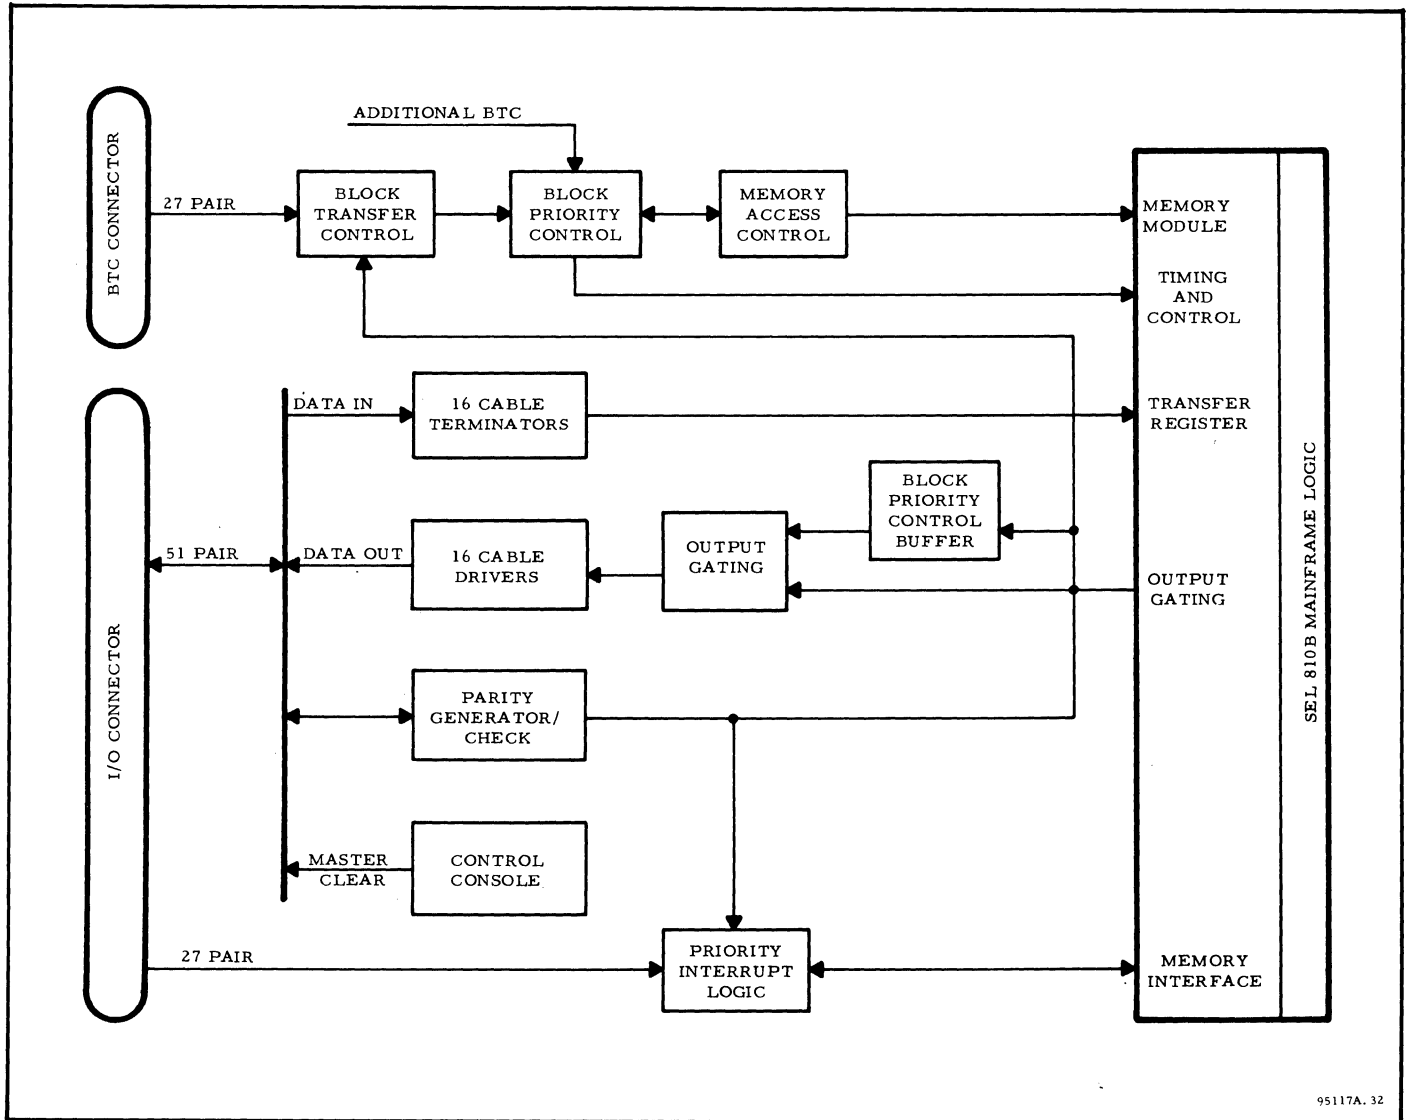 ADDITIONAL BTC
BTC CONNECTOR
27 PAIR
BLOCK
TRANSFER
CONTROL
BLOCK
PRIORITY
CONTROL
MEMORY
ACCESS
CONTROL
MEMORY
MODULE
TIMING
AND
CONTROL
DATA IN
16 CABLE
TERMINATORS
TRANSFER
REGISTER
BLOCK
PRIORITY
CONTROL
BUFFER
51 PAIR
DATA OUT
16 CABLE
DRIVERS
OUTPUT
GATING
OUTPUT
GATING
SEL 810B MAINFRAME LOGIC
I/O CONNECTOR
PARITY
GENERATOR/
CHECK
MASTER
CLEAR
CONTROL
CONSOLE
27 PAIR
PRIORITY
INTERRUPT
LOGIC
MEMORY
INTERFACE
95117A.32